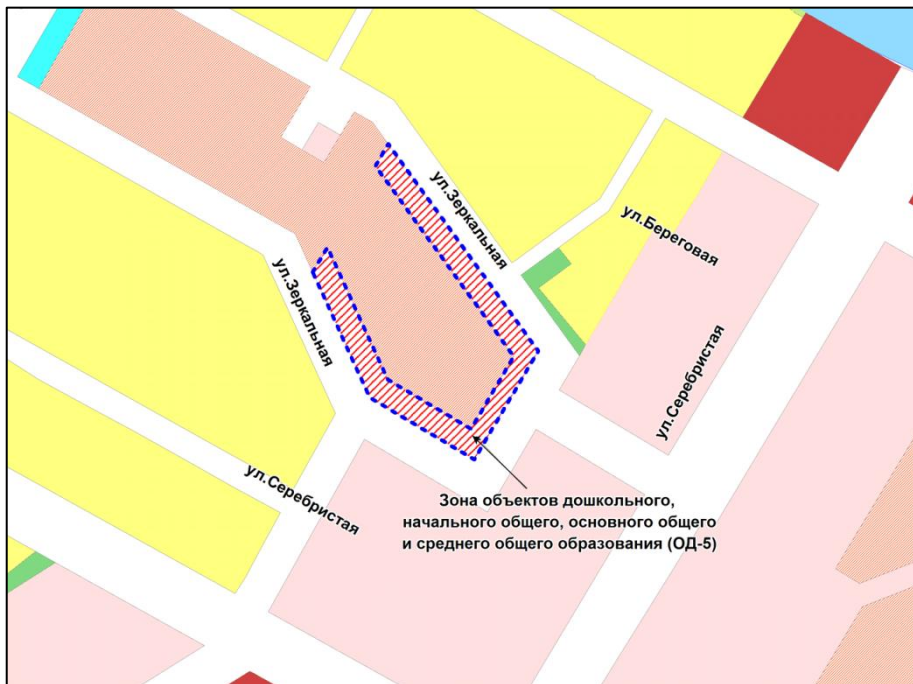 ул.Зеркальная
ул.Береговая
ул.Зеркальная
ул.Серебристая
ул.Серебристая
Зона объектов дошкольного,
начального общего, основного общего
и среднего общего образования (ОД-5)